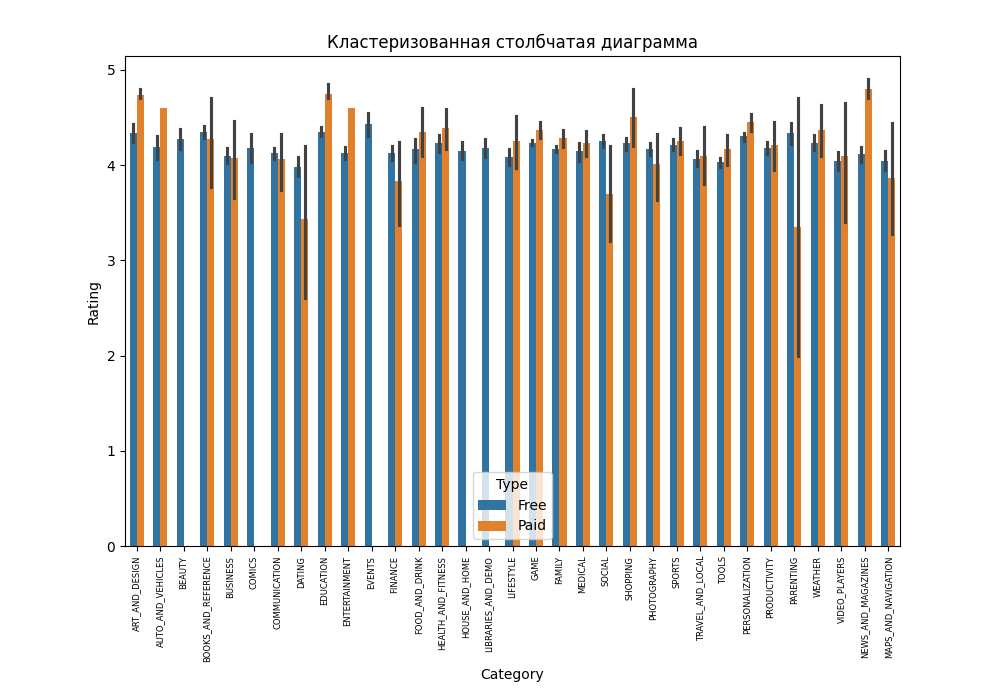 Кластеризованная столбчатая диаграмма
Rating
5
4
3
2
1
0
Type
Free
Paid
ART_AND_DESIGN
AUTO_AND_VEHICLES
BEAUTY
BOOKS_AND_REFERENCE
BUSINESS
COMICS
COMMUNICATION
DATING
EDUCATION
ENTERTAINMENT
EVENTS
FINANCE
FOOD_AND_DRINK
HEALTH_AND_FITNESS
HOUSE_AND_HOME
LIBRARIES_AND_DEMO
LIFESTYLE
GAME
FAMILY
MEDICAL
SOCIAL
SHOPPING
PHOTOGRAPHY
SPORTS
TRAVEL_AND_LOCAL
TOOLS
PERSONALIZATION
PRODUCTIVITY
PARENTING
WEATHER
VIDEO_PLAYERS
NEWS_AND_MAGAZINES
MAPS_AND_NAVIGATION
Category